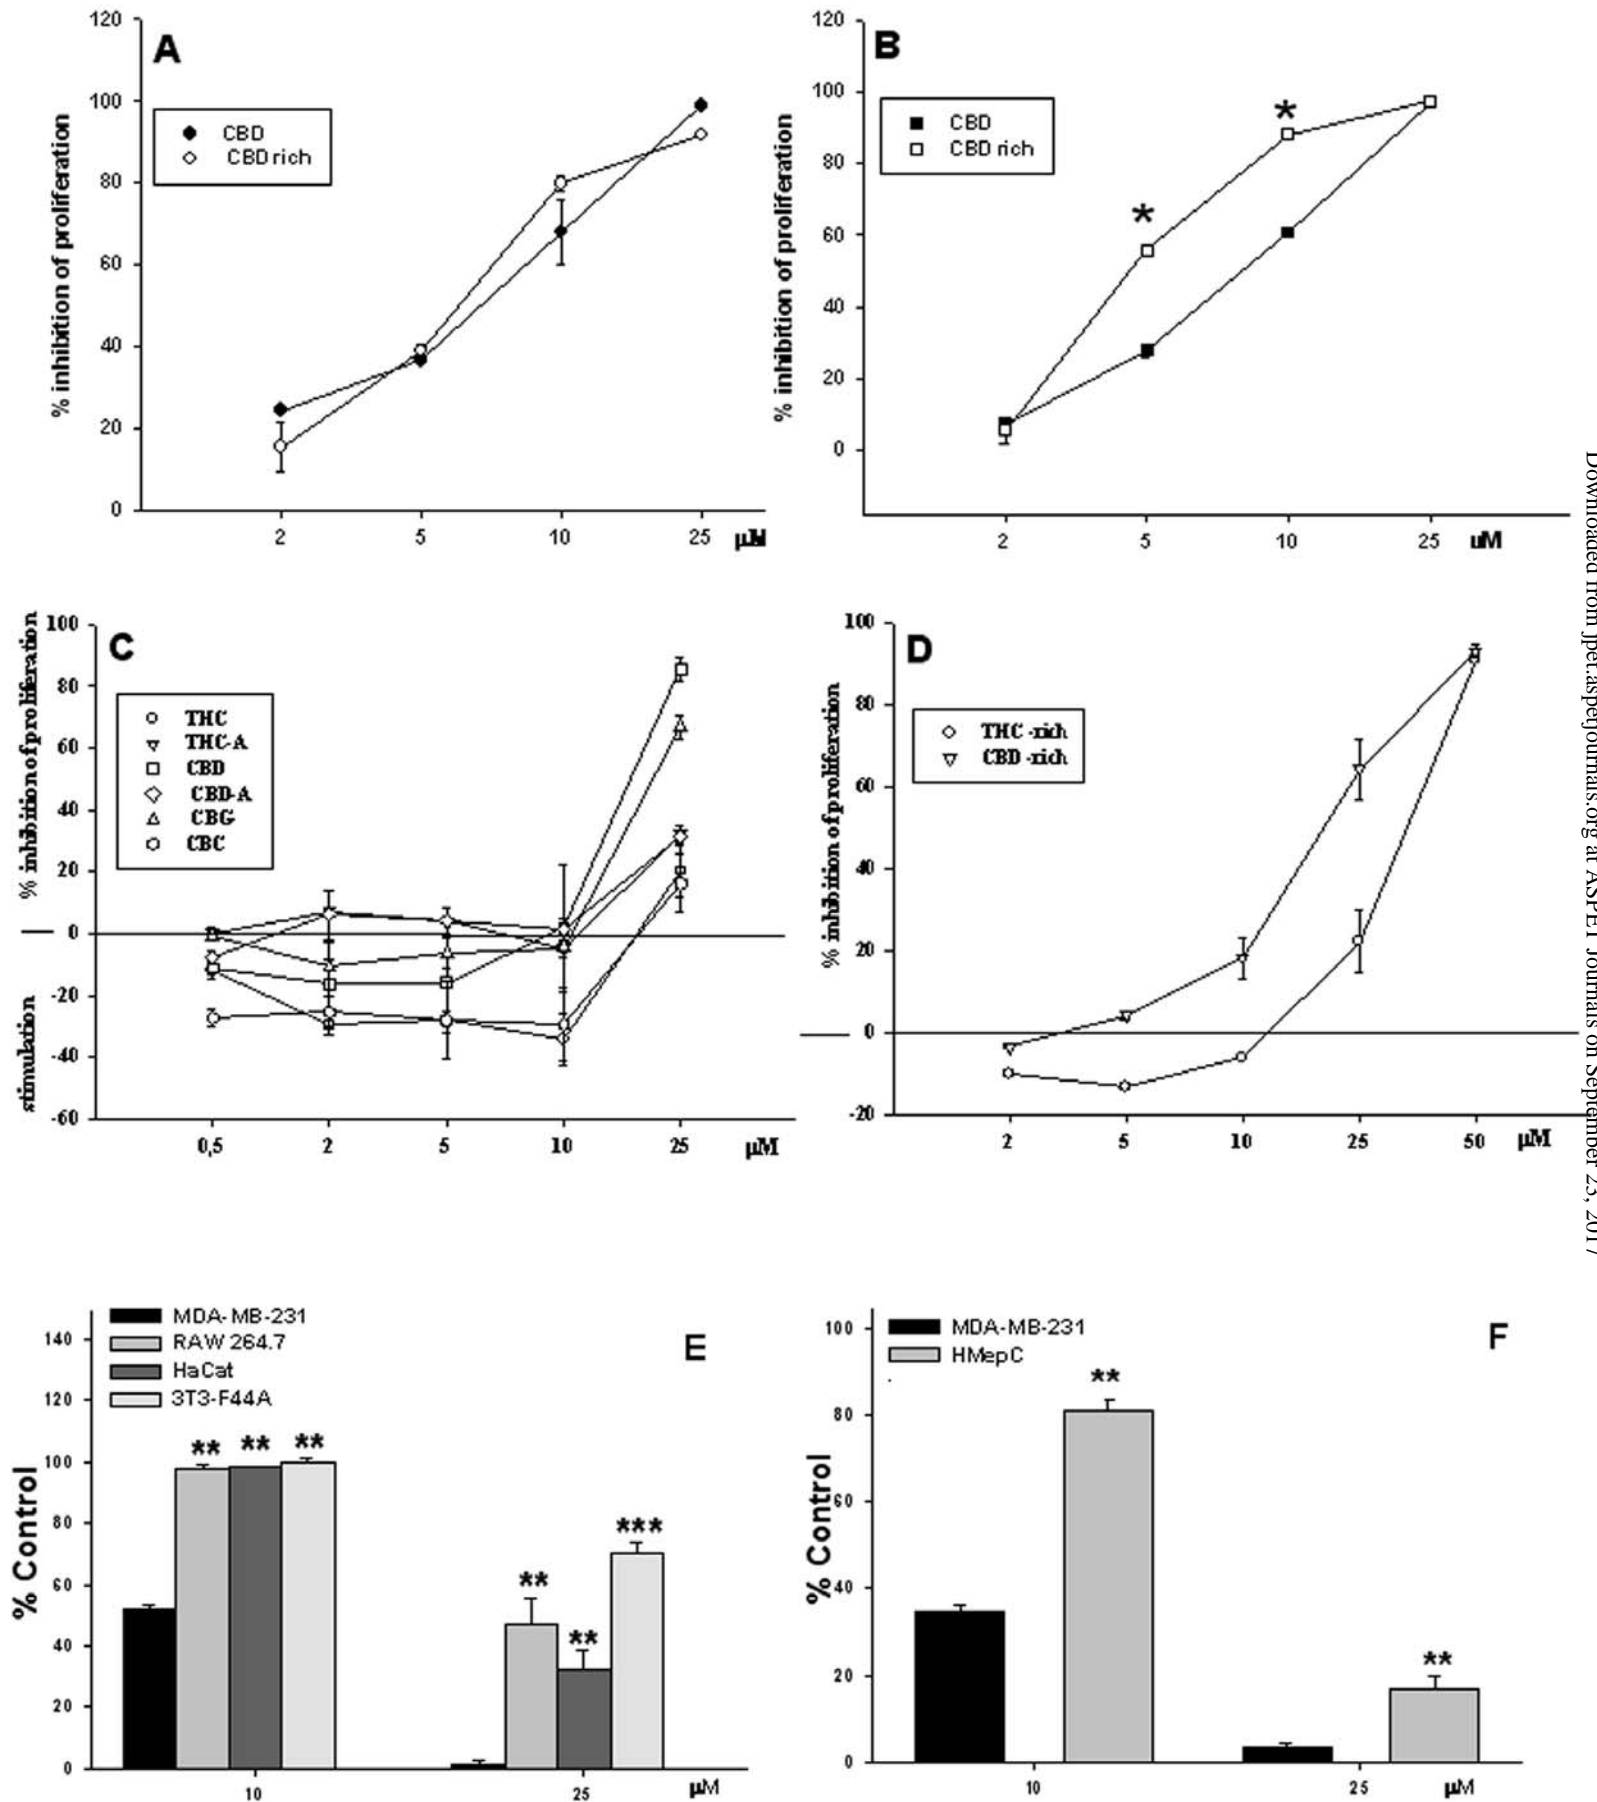 A
120
100
80
60
40
20
0
% inhibition of proliferation
CBD
CBD rich
2 5 10 25 µM
B
120
100
80
60
40
20
0
% inhibition of proliferation
CBD
CBD rich
*
*
2 5 10 25 uM
C
100
80
60
40
20
0
-20
-40
-60
% inhibition of proliferation
stimulation
THC
THC-A
CBD
CBD-A
CBG
CBC
0,5 2 5 10 25 µM
D
100
80
60
40
20
0
-20
% inhibition of proliferation
THC -rich
CBD -rich
2 5 10 25 50 µM
E
MDA-MB-231
RAW 264.7
HaCat
3T3-F44A
140
120
100
80
60
40
20
0
% Control
** ** **
** ** ***
10 25 µM
F
MDA-MB-231
HMepC
100
80
60
40
20
0
% Control
**
**
10 25 µM
Downloaded from jpet.aspetjournals.org at ASPET Journals on September 23, 2017